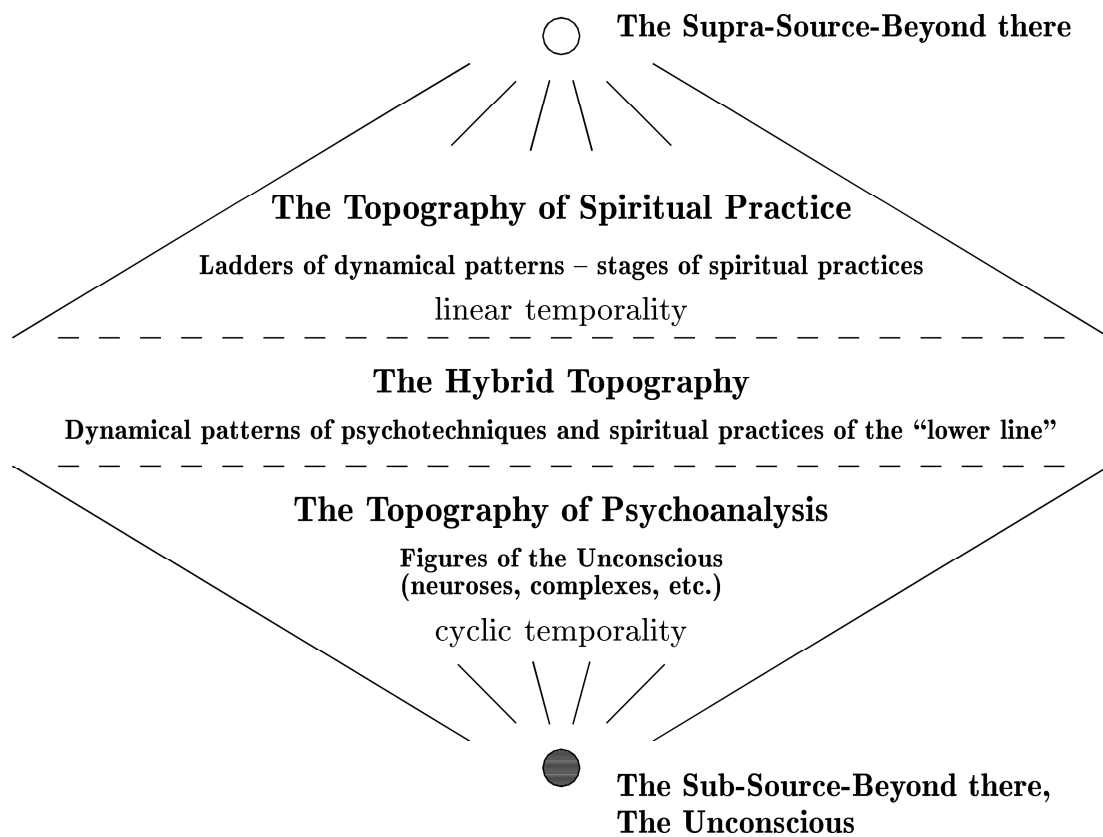 The Supra-Source-Beyond there
The Topography of Spiritual Practice
Ladders of dynamical patterns – stages of spiritual practices
linear temporality
The Hybrid Topography
Dynamical patterns of psychotechniques and spiritual practices of the “lower line”
The Topography of Psychoanalysis
Figures of the Unconscious
(neuroses, complexes, etc.)
cyclic temporality
The Sub-Source-Beyond there,
The Unconscious